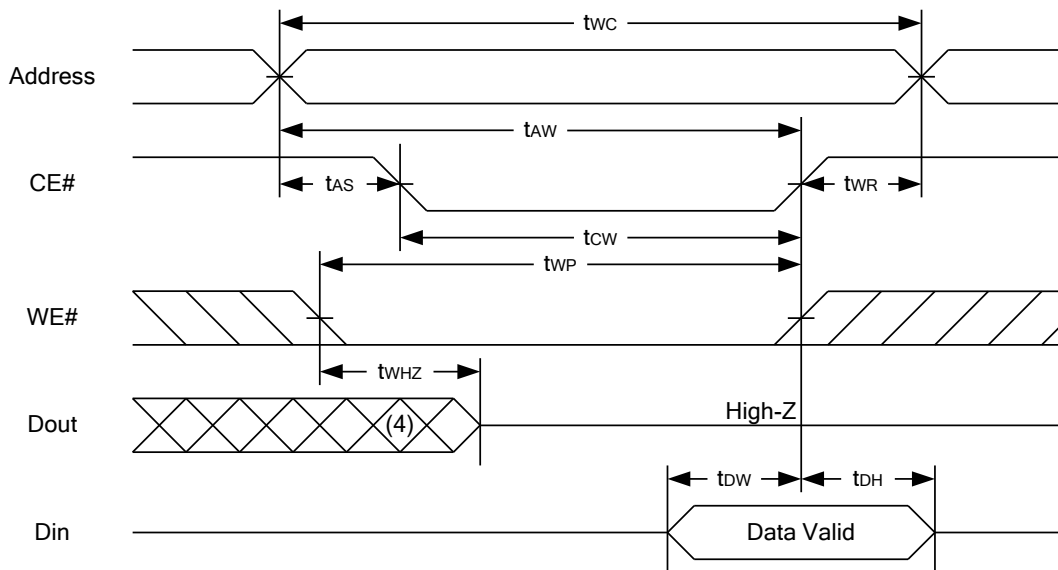 tWC
Address
tAW
CE#
tAS
tWR
tCW
tWP
WE#
tWHZ
Dout
(4)
High-Z
tDW
tDH
Din
Data Valid